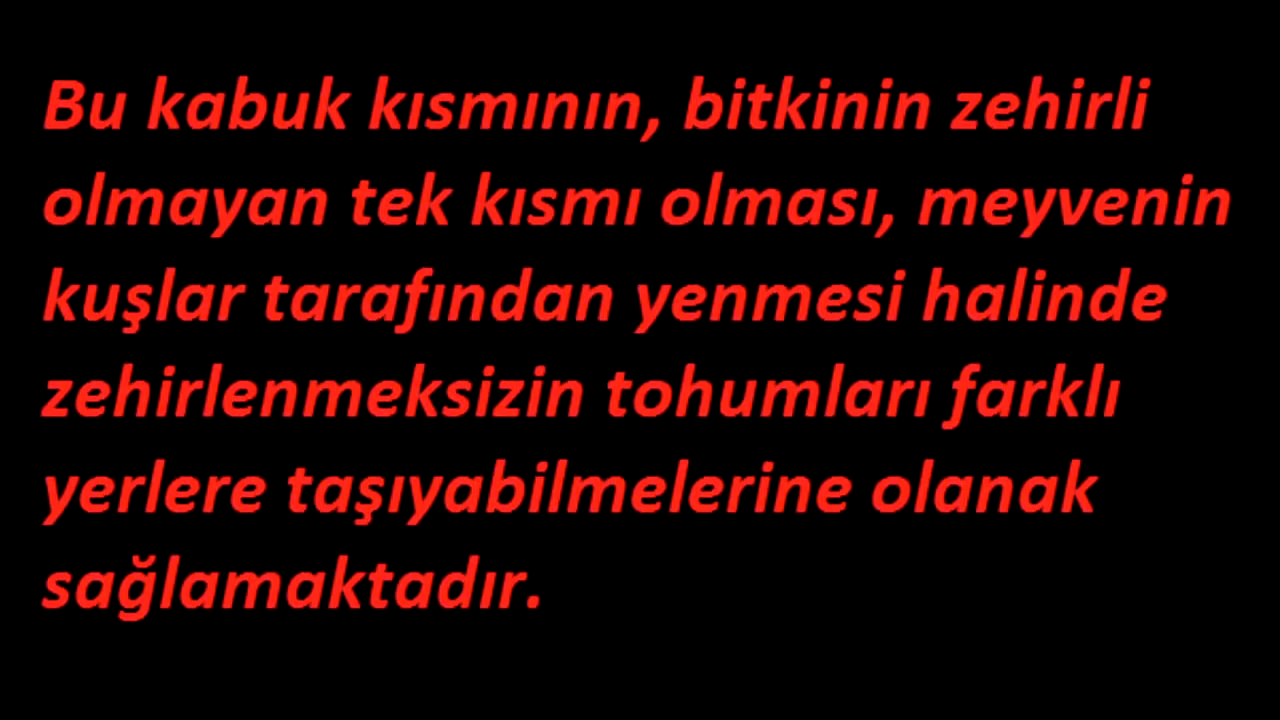 Bu kabuk kısmının, bitkinin zehirli
olmayan tek kısmı olması, meyvenin
kuşlar tarafından yenmesi halinde
zehirlenmeksizin tohumları farklı
yerlere taşıyabilmelerine olanak
sağlamaktadır.